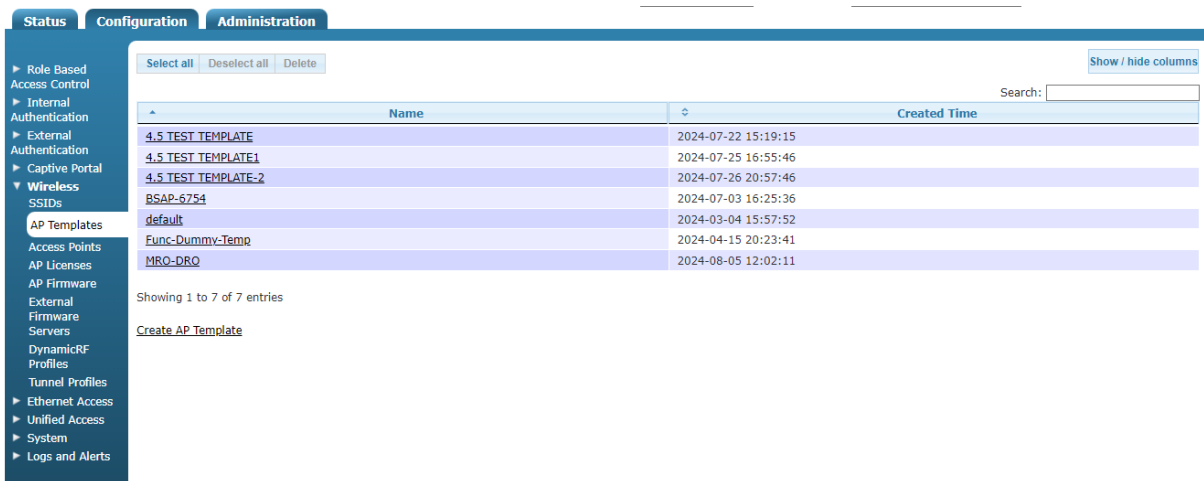 Status Configuration Administration
Role Based
Access Control
Internal
Authentication
External
Authentication
Captive Portal
Wireless
SSIDs
AP Templates
Access Points
AP Licenses
AP Firmware
External
Firmware
Servers
DynamicRF
Profiles
Tunnel Profiles
Ethernet Access
Unified Access
System
Logs and Alerts
Select all Deselect all Delete
Show / hide columns
Search:
Name Created Time
4.5 TEST TEMPLATE 2024-07-22 15:19:15
4.5 TEST TEMPLATE1 2024-07-25 16:55:46
4.5 TEST TEMPLATE-2 2024-07-26 20:57:46
BSAP-6754 2024-07-03 16:25:36
default 2024-03-04 15:57:52
Func-Dummy-Temp 2024-04-15 20:23:41
MRO-DRO 2024-08-05 12:02:11
Showing 1 to 7 of 7 entries
Create AP Template